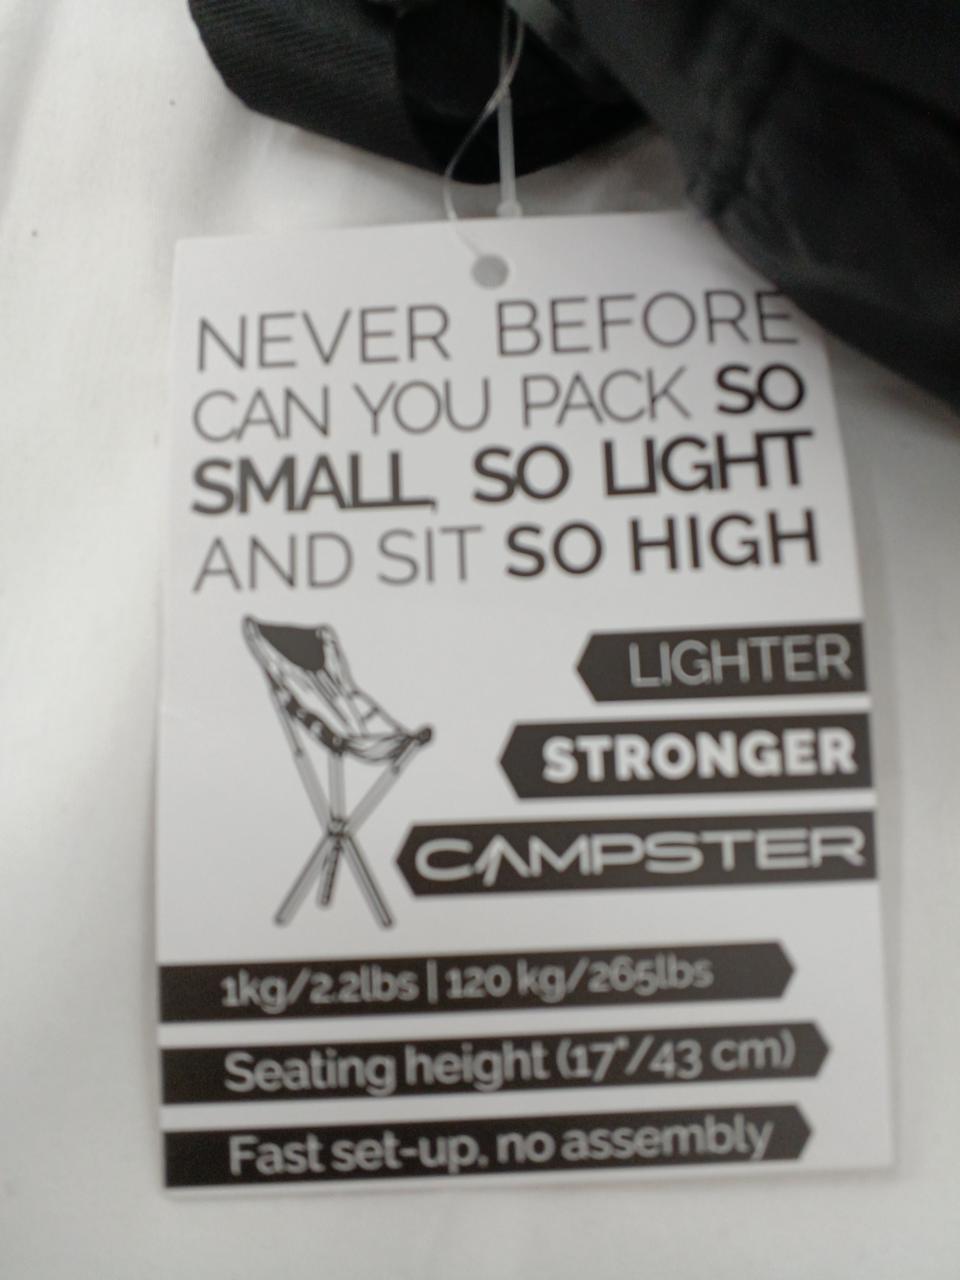 NEVER BEFORE
CAN YOU PACK SO
SMALL, SO LIGHT
AND SIT SO HIGH
LIGHTER
STRONGER
CAMPSTER
1kg/2.2lbs | 120 kg/265lbs
Seating height (17"/43 cm)
Fast set-up, no assembly